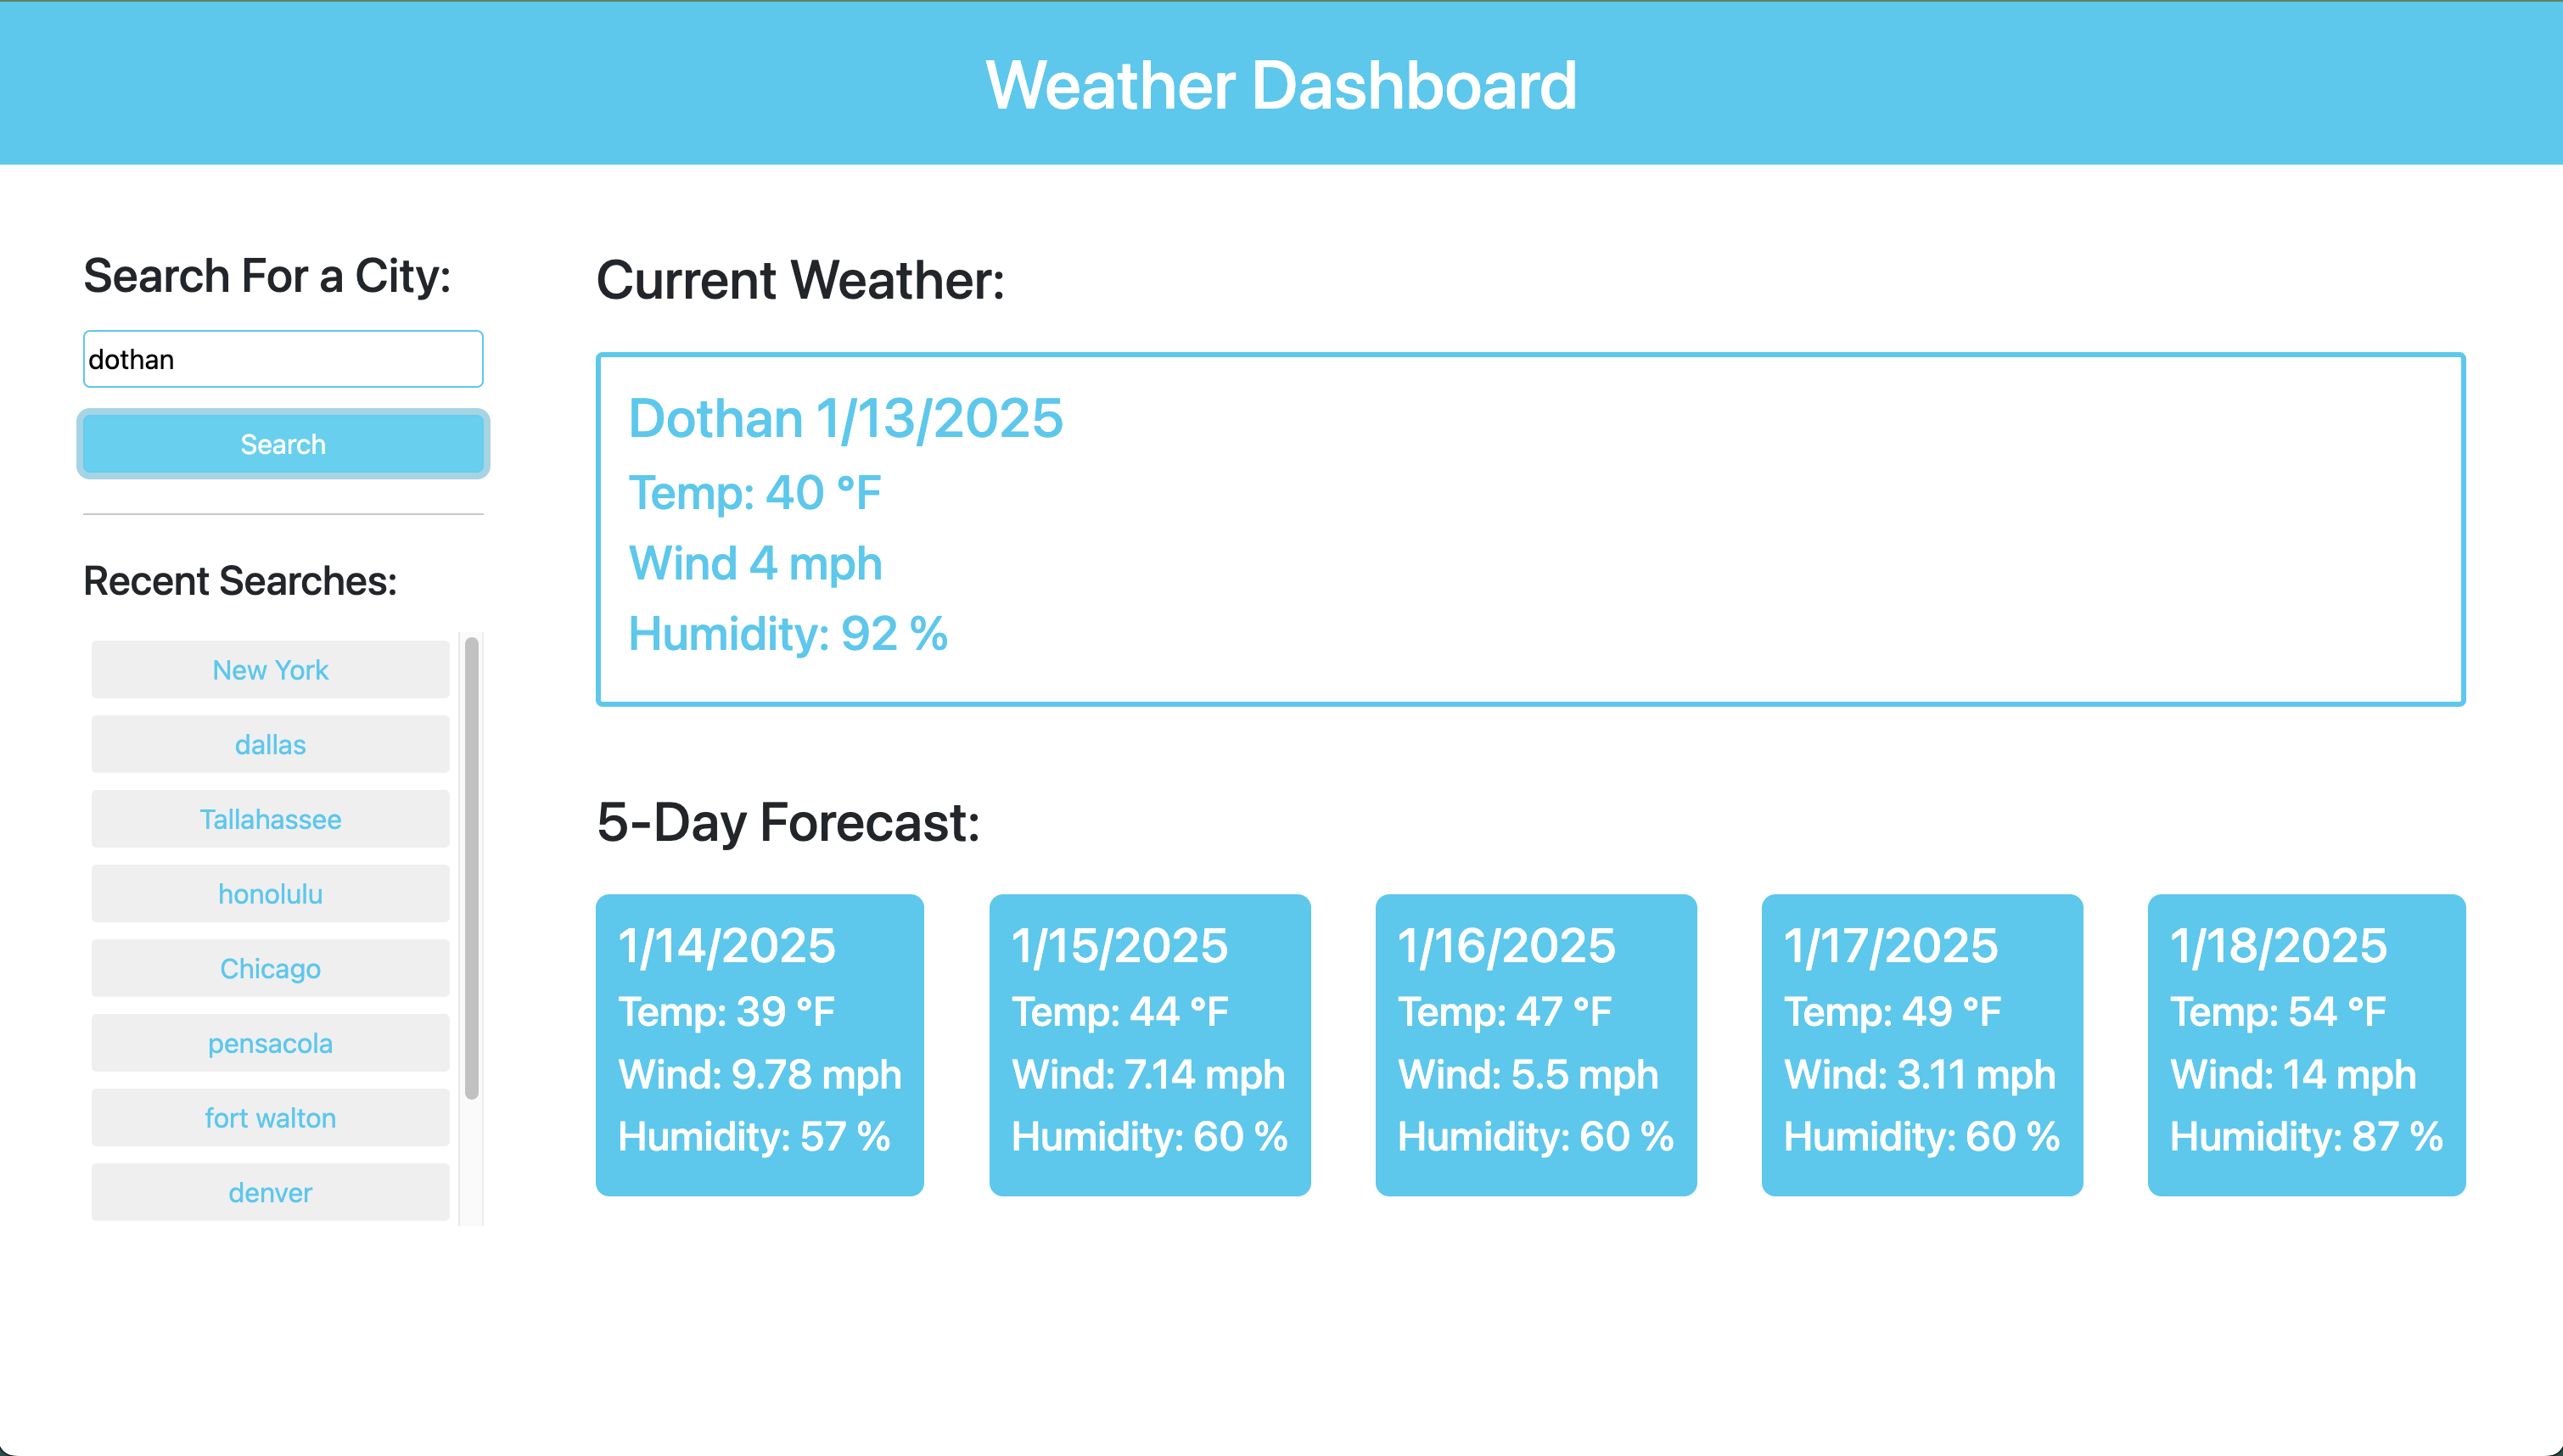 Weather Dashboard
Search For a City:
dothan
Search
Recent Searches:
New York
dallas
Tallahassee
honolulu
Chicago
pensacola
fort walton
denver
Current Weather:
Dothan 1/13/2025
Temp: 40 °F
Wind 4 mph
Humidity: 92 %
5-Day Forecast:
1/14/2025
Temp: 39 °F
Wind: 9.78 mph
Humidity: 57 %
1/15/2025
Temp: 44 °F
Wind: 7.14 mph
Humidity: 60 %
1/16/2025
Temp: 47 °F
Wind: 5.5 mph
Humidity: 60 %
1/17/2025
Temp: 49 °F
Wind: 3.11 mph
Humidity: 60 %
1/18/2025
Temp: 54 °F
Wind: 14 mph
Humidity: 87 %